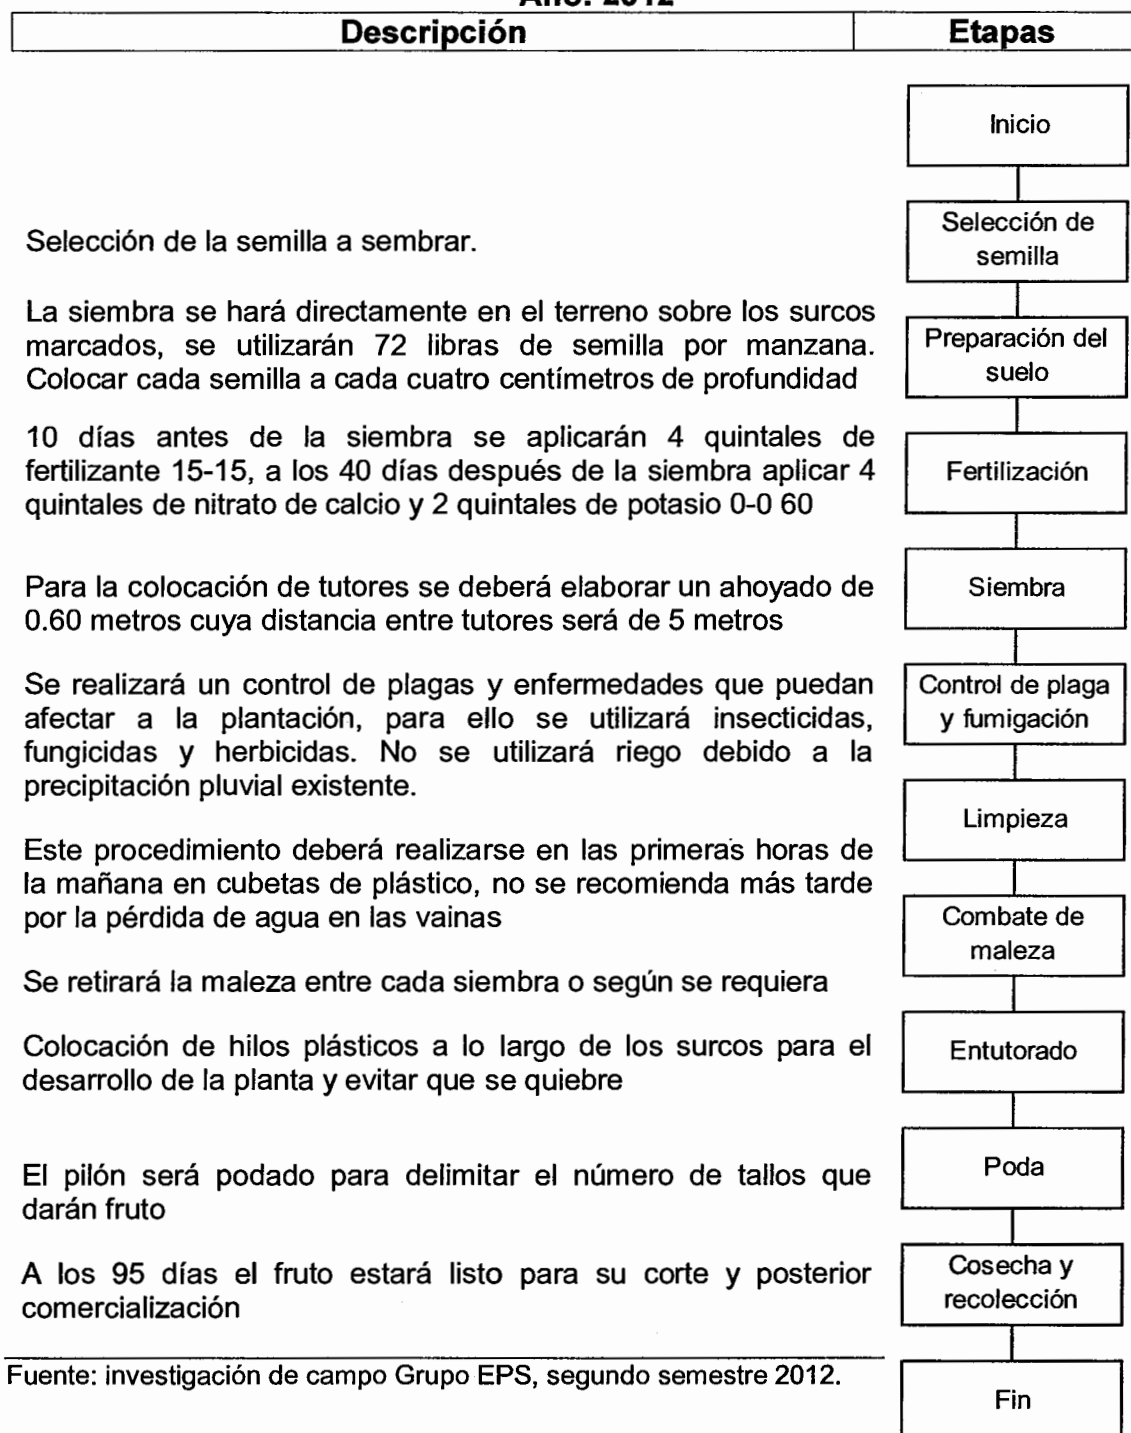 Año: 2012
Descripción Etapas
Inicio
Selección de la semilla a sembrar.
Selección de
semilla
La siembra se hará directamente en el terreno sobre los surcos
marcados, se utilizarán 72 libras de semilla por manzana.
Colocar cada semilla a cada cuatro centímetros de profundidad
Preparación del
suelo
10 días antes de la siembra se aplicarán 4 quintales de
fertilizante 15-15, a los 40 días después de la siembra aplicar 4
quintales de nitrato de calcio y 2 quintales de potasio 0-0 60
Fertilización
Para la colocación de tutores se deberá elaborar un ahoyado de
0.60 metros cuya distancia entre tutores será de 5 metros
Siembra
Se realizará un control de plagas y enfermedades que puedan
afectar a la plantación, para ello se utilizará insecticidas,
fungicidas y herbicidas. No se utilizará riego debido a la
precipitación pluvial existente.
Control de plaga
y fumigación
Limpieza
Este procedimiento deberá realizarse en las primeras horas de
la mañana en cubetas de plástico, no se recomienda más tarde
por la pérdida de agua en las vainas
Combate de
maleza
Se retirará la maleza entre cada siembra o según se requiera
Colocación de hilos plásticos a lo largo de los surcos para el
desarrollo de la planta y evitar que se quiebre
Entutorado
El pilón será podado para delimitar el número de tallos que
darán fruto
Poda
A los 95 días el fruto estará listo para su corte y posterior
comercialización
Cosecha y
recolección
Fuente: investigación de campo Grupo EPS, segundo semestre 2012.
Fin